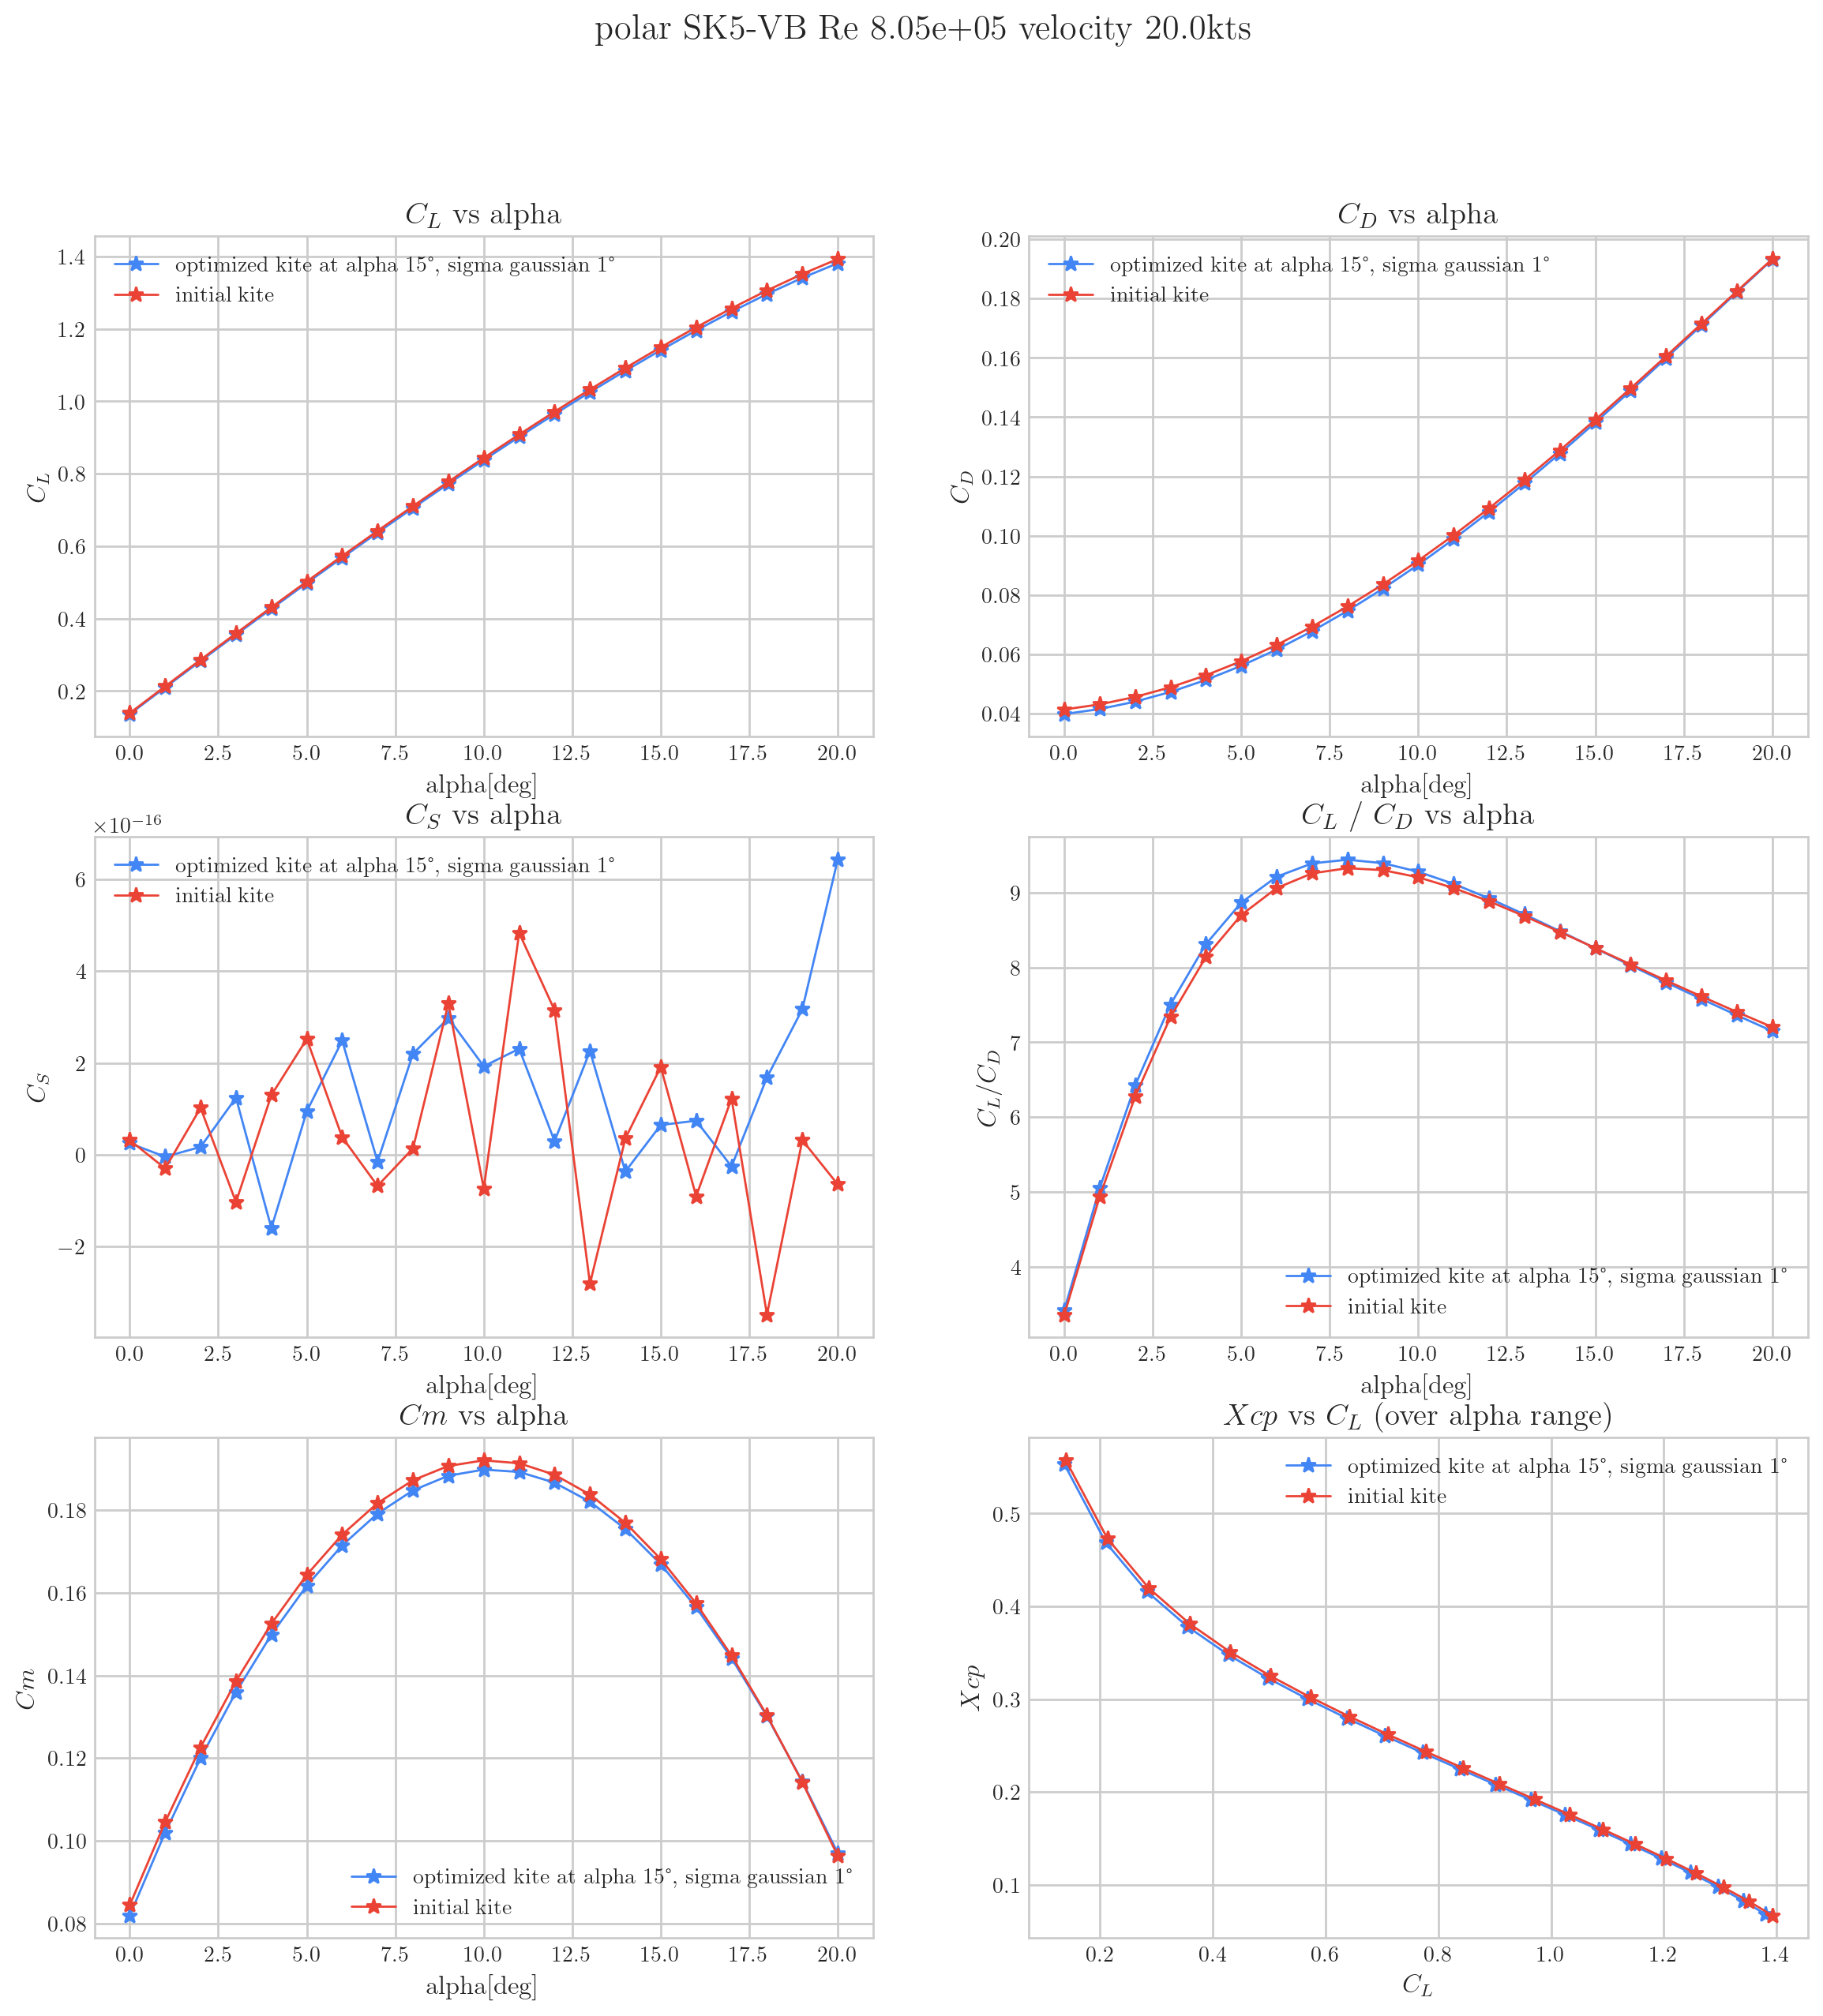 polar SK5-VB Re 8.05e+05 velocity 20.0kts
C_L vs alpha
optimized kite at alpha 15°, sigma gaussian 1°
initial kite
1.4
1.2
1.0
0.8
0.6
0.4
0.2
C_L
0.0 2.5 5.0 7.5 10.0 12.5 15.0 17.5 20.0
alpha[deg]
C_D vs alpha
optimized kite at alpha 15°, sigma gaussian 1°
initial kite
0.20
0.18
0.16
0.14
0.12
0.10
0.08
0.06
0.04
C_D
0.0 2.5 5.0 7.5 10.0 12.5 15.0 17.5 20.0
alpha[deg]
C_S vs alpha
×10⁻¹⁶
optimized kite at alpha 15°, sigma gaussian 1°
initial kite
6
4
2
0
−2
C_S
0.0 2.5 5.0 7.5 10.0 12.5 15.0 17.5 20.0
alpha[deg]
C_L / C_D vs alpha
9
8
7
6
5
4
C_L/C_D
optimized kite at alpha 15°, sigma gaussian 1°
initial kite
0.0 2.5 5.0 7.5 10.0 12.5 15.0 17.5 20.0
alpha[deg]
Cm vs alpha
0.18
0.16
0.14
0.12
0.10
0.08
Cm
optimized kite at alpha 15°, sigma gaussian 1°
initial kite
0.0 2.5 5.0 7.5 10.0 12.5 15.0 17.5 20.0
alpha[deg]
Xcp vs C_L (over alpha range)
optimized kite at alpha 15°, sigma gaussian 1°
initial kite
0.5
0.4
0.3
0.2
0.1
Xcp
0.2 0.4 0.6 0.8 1.0 1.2 1.4
C_L